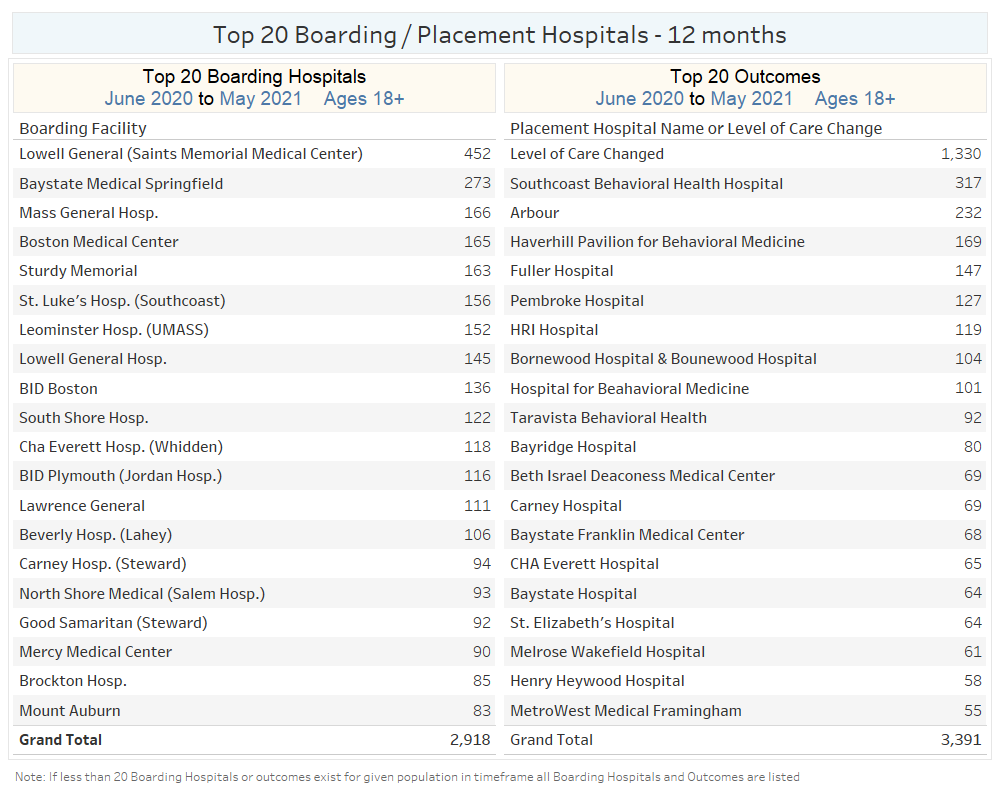 Top 20 Boarding / Placement Hospitals - 12 months
Top 20 Boarding Hospitals
June 2020 to May 2021 Ages 18+
Boarding Facility
Lowell General (Saints Memorial Medical Center) 452
Baystate Medical Springfield 273
Mass General Hosp. 166
Boston Medical Center 165
Sturdy Memorial 163
St. Luke's Hosp. (Southcoast) 156
Leominster Hosp. (UMASS) 152
Lowell General Hosp. 145
BID Boston 136
South Shore Hosp. 122
Cha Everett Hosp. (Whidden) 118
BID Plymouth (Jordan Hosp.) 116
Lawrence General 111
Beverly Hosp. (Lahey) 106
Carney Hosp. (Steward) 94
North Shore Medical (Salem Hosp.) 93
Good Samaritan (Steward) 92
Mercy Medical Center 90
Brockton Hosp. 85
Mount Auburn 83
Grand Total 2,918
Top 20 Outcomes
June 2020 to May 2021 Ages 18+
Placement Hospital Name or Level of Care Change
Level of Care Changed 1,330
Southcoast Behavioral Health Hospital 317
Arbour 232
Haverhill Pavilion for Behavioral Medicine 169
Fuller Hospital 147
Pembroke Hospital 127
HRI Hospital 119
Bornewood Hospital & Bounewood Hospital 104
Hospital for Beahavioral Medicine 101
Taravista Behavioral Health 92
Bayridge Hospital 80
Beth Israel Deaconess Medical Center 69
Carney Hospital 69
Baystate Franklin Medical Center 68
CHA Everett Hospital 65
Baystate Hospital 64
St. Elizabeth's Hospital 64
Melrose Wakefield Hospital 61
Henry Heywood Hospital 58
MetroWest Medical Framingham 55
Grand Total 3,391
Note: If less than 20 Boarding Hospitals or outcomes exist for given population in timeframe all Boarding Hospitals and Outcomes are listed